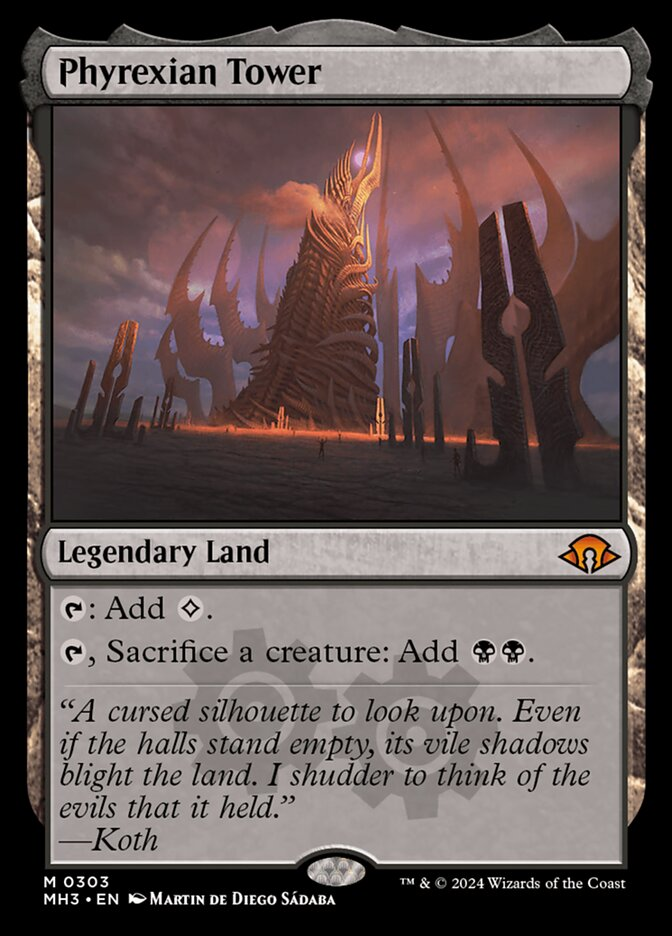 Phyrexian Tower
Legendary Land
: Add .
, Sacrifice a creature: Add .
“A cursed silhouette to look upon. Even
if the halls stand empty, its vile shadows
blight the land. I shudder to think of the
evils that it held.”
—Koth
M 0303
MH3 • EN Martin de Diego Sádaba
™ & © 2024 Wizards of the Coast